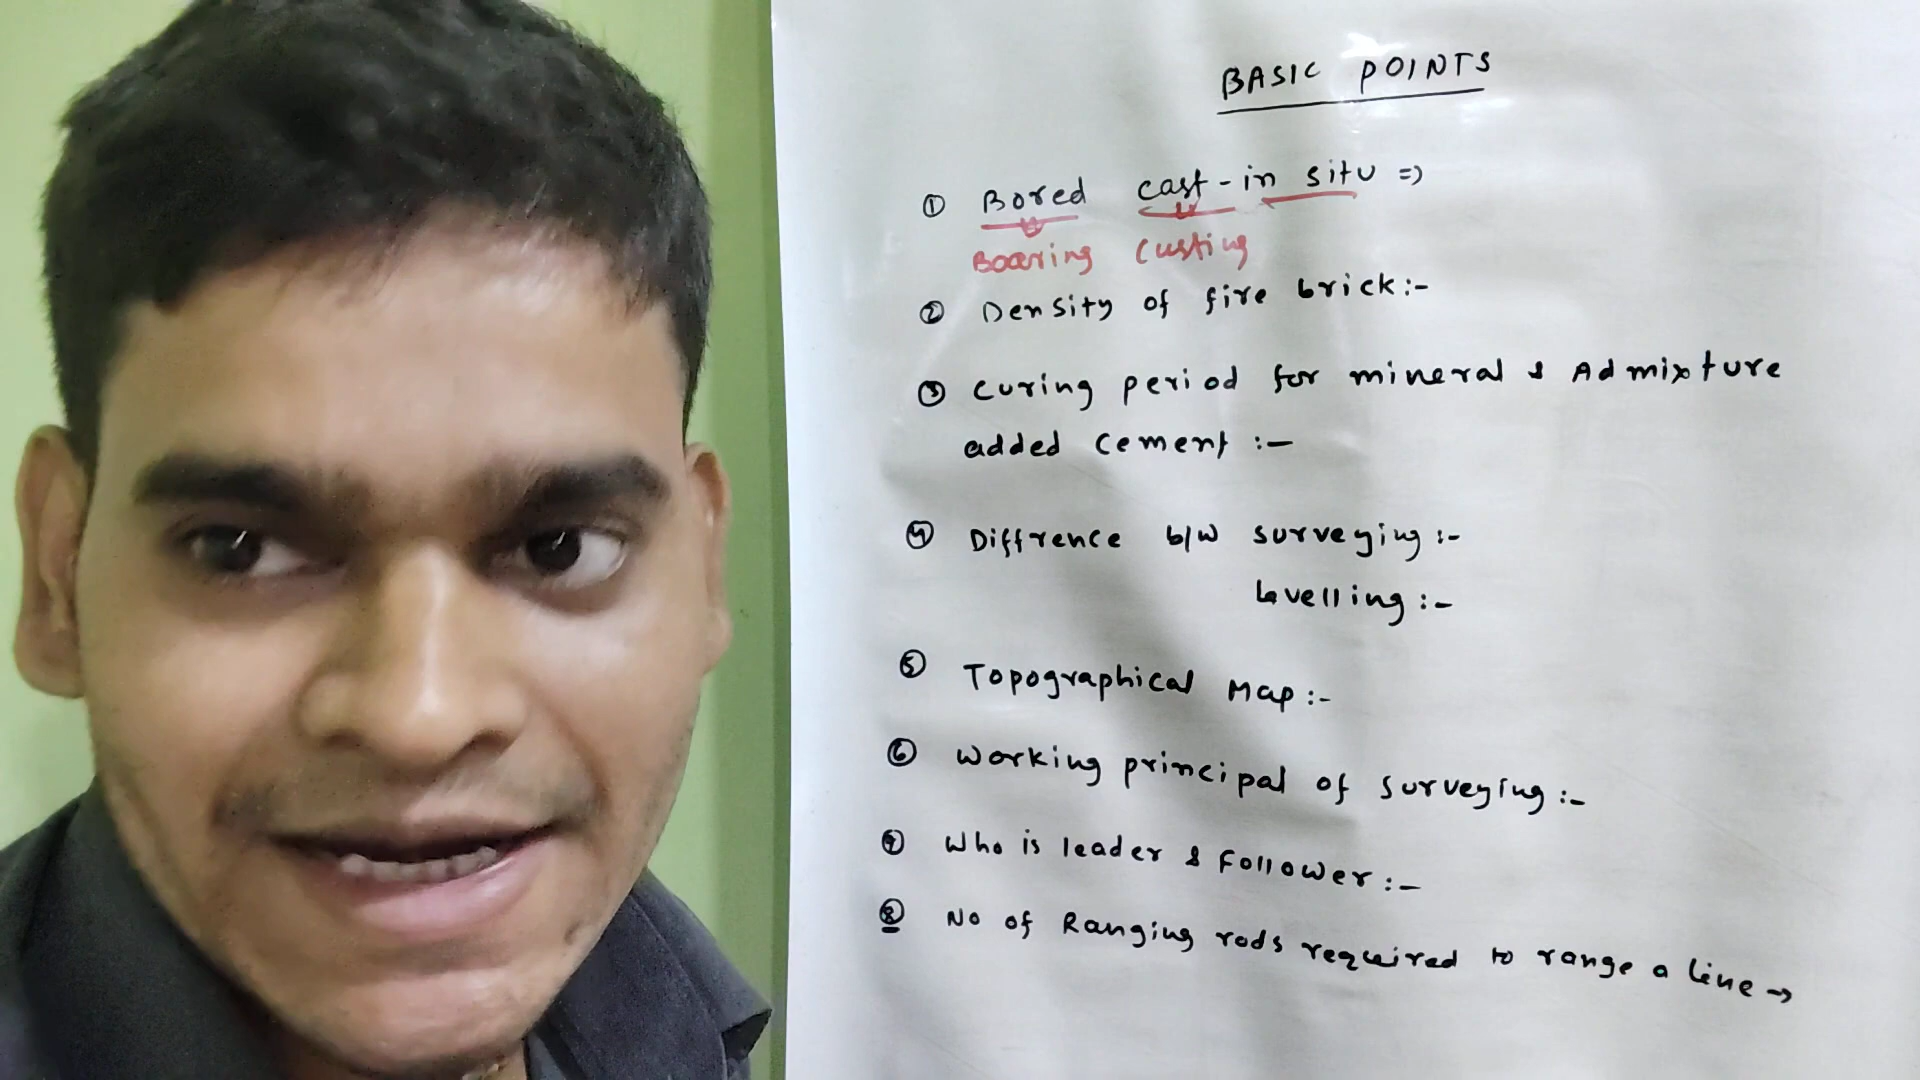 BASIC POINTS
① Bored cast-in situ =>
Boaring Custing
② Density of fire brick:-
③ Curing period for mineral & Admixture
added Cement :-
④ Diffrence b/w surveying :-
Levelling :-
⑤ Topographical Map :-
⑥ Working principal of surveying :-
⑦ Who is leader & Follower :-
⑧ No of Ranging rods required to range a line →